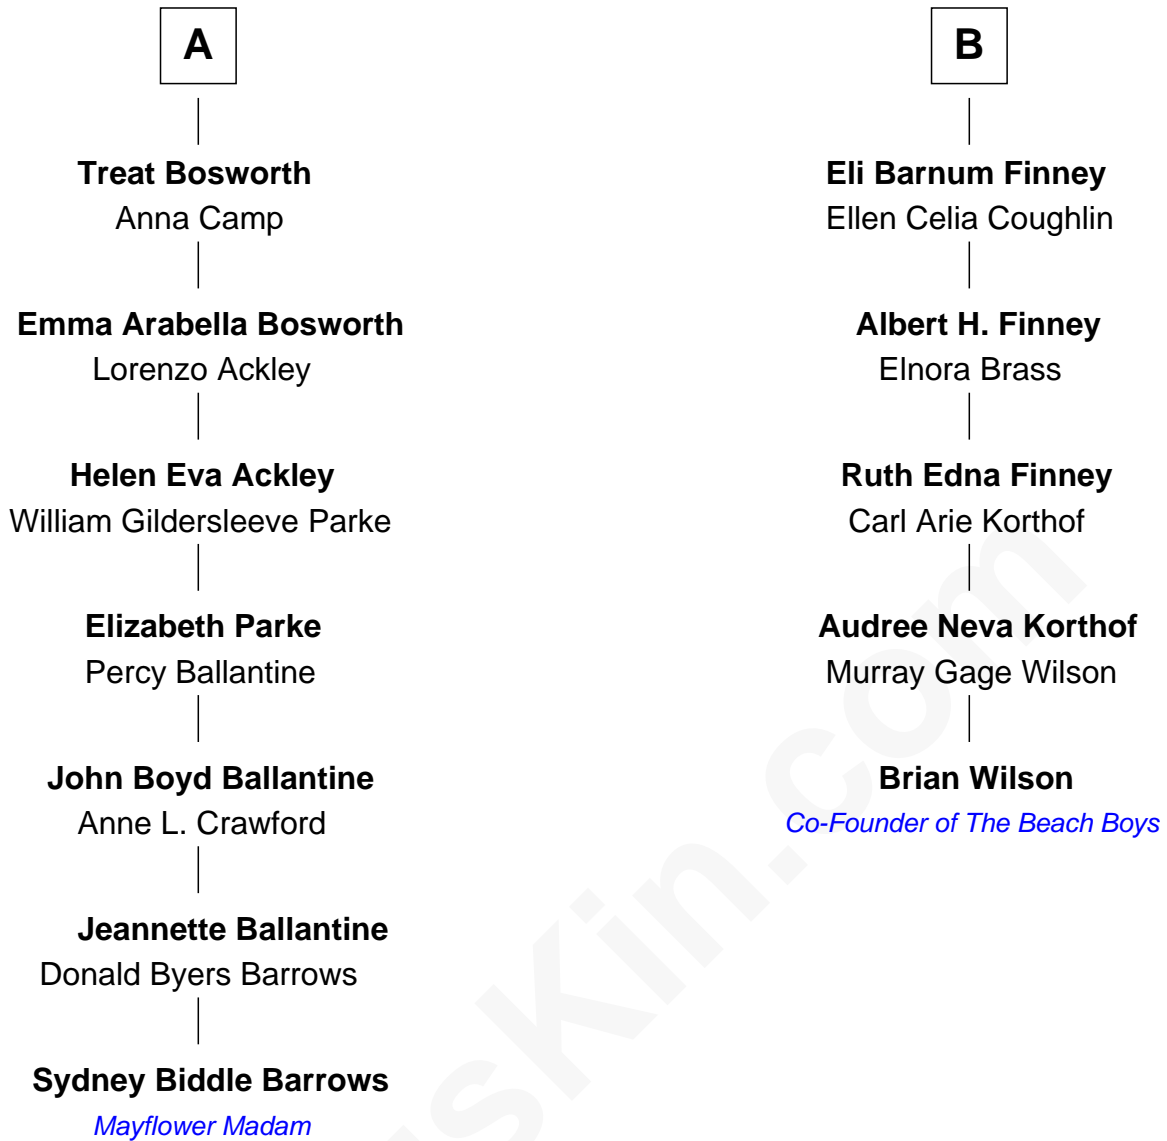 A
Treat Bosworth
Anna Camp
Emma Arabella Bosworth
Lorenzo Ackley
Helen Eva Ackley
William Gildersleeve Parke
Elizabeth Parke
Percy Ballantine
John Boyd Ballantine
Anne L. Crawford
Jeannette Ballantine
Donald Byers Barrows
Sydney Biddle Barrows
Mayflower Madam
B
Eli Barnum Finney
Ellen Celia Coughlin
Albert H. Finney
Elnora Brass
Ruth Edna Finney
Carl Arie Korthof
Audree Neva Korthof
Murray Gage Wilson
Brian Wilson
Co-Founder of The Beach Boys